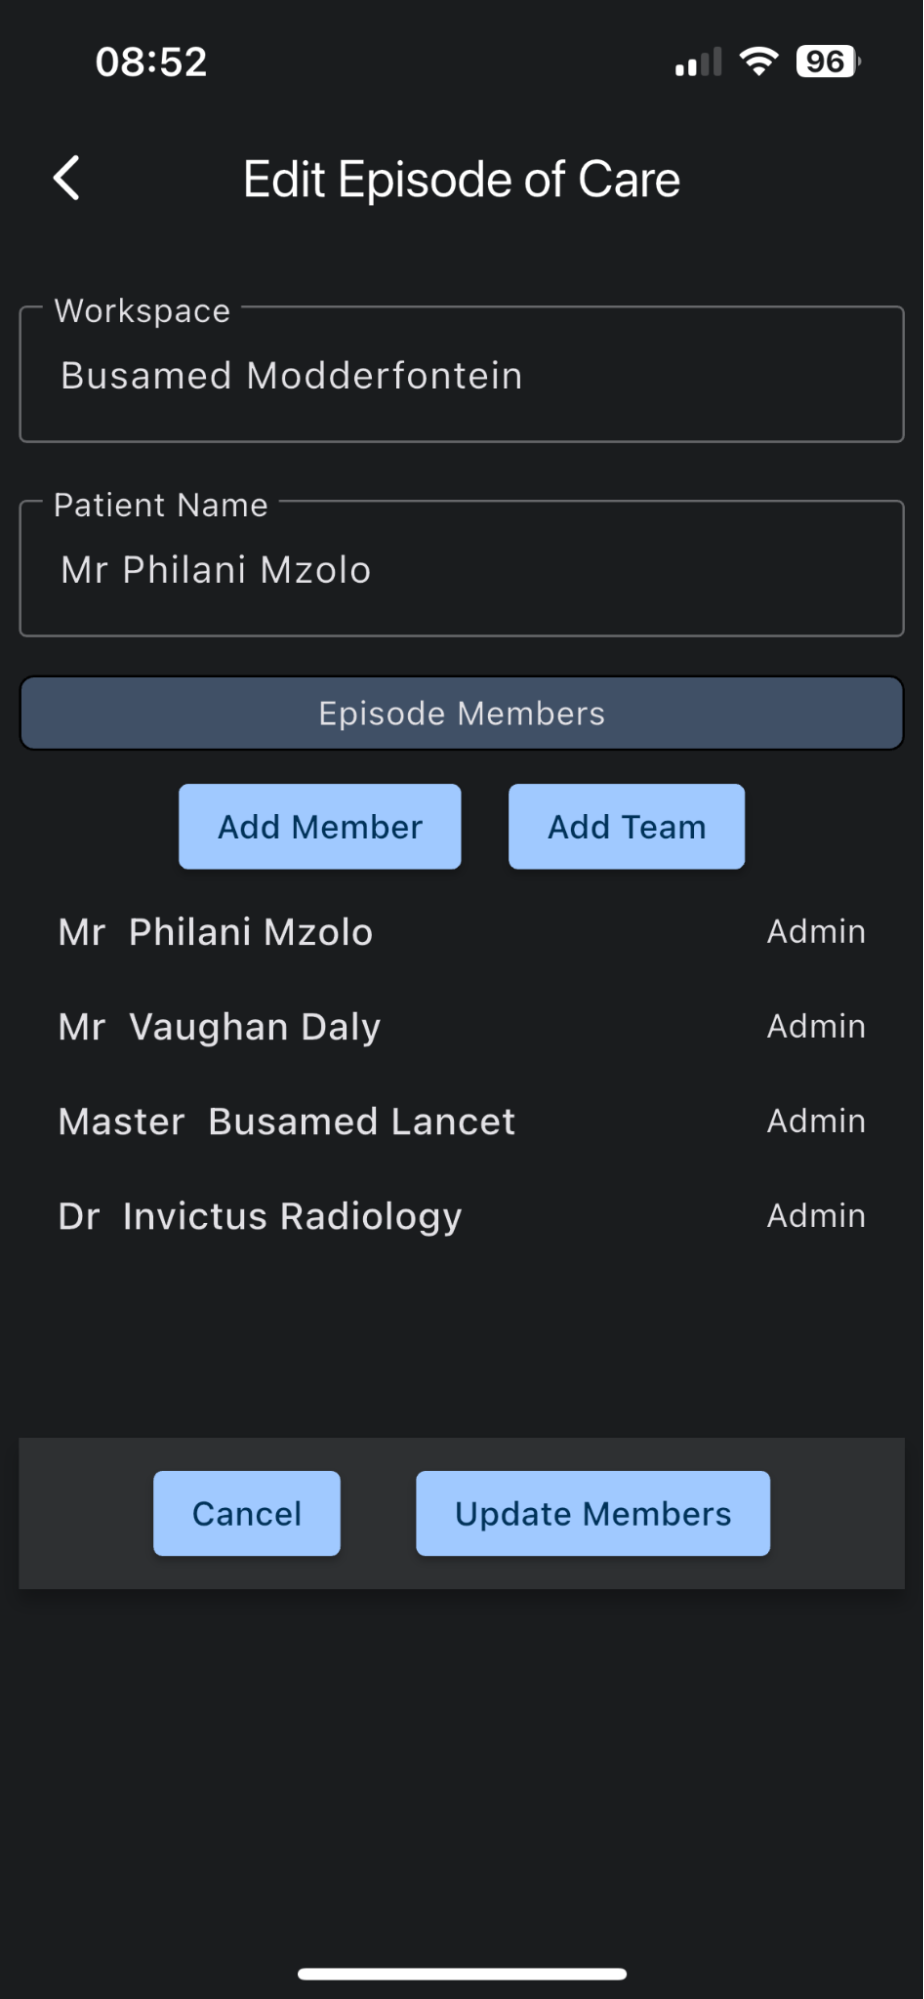 08:52
96
Edit Episode of Care
Workspace
Busamed Modderfontein
Patient Name
Mr Philani Mzolo
Episode Members
Add Member Add Team
Mr Philani Mzolo Admin
Mr Vaughan Daly Admin
Master Busamed Lancet Admin
Dr Invictus Radiology Admin
Cancel Update Members